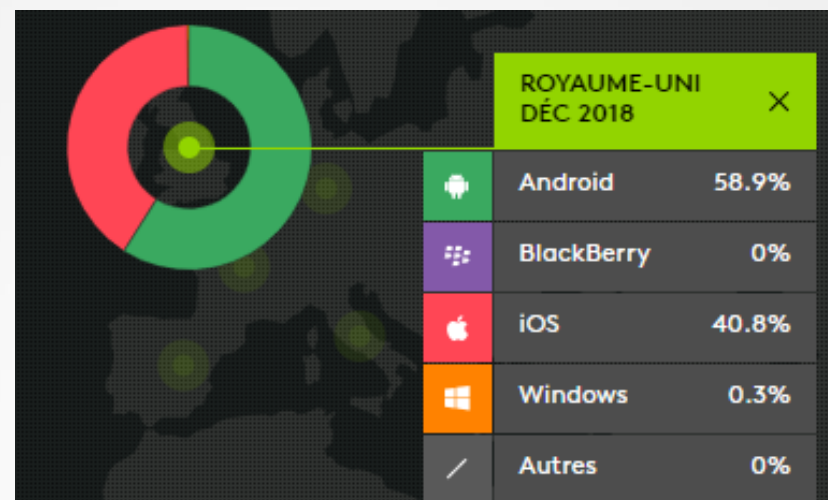 ROYAUME-UNI
DÉC 2018
Android 58.9%
BlackBerry 0%
iOS 40.8%
Windows 0.3%
Autres 0%